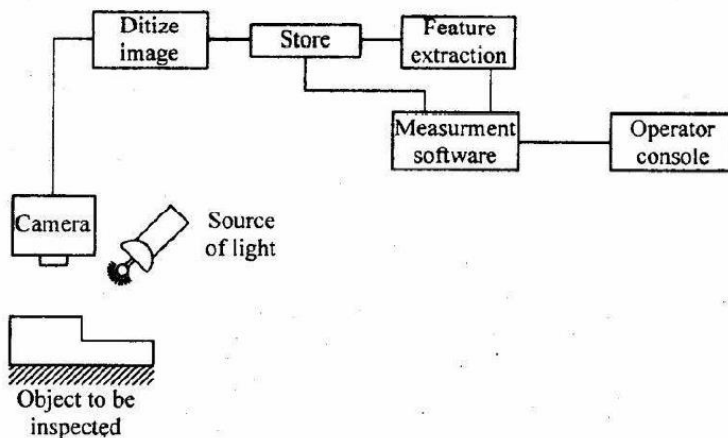 Ditize
image
Store
Feature
extraction
Measurment
software
Operator
console
Camera
Source
of light
Object to be
inspected